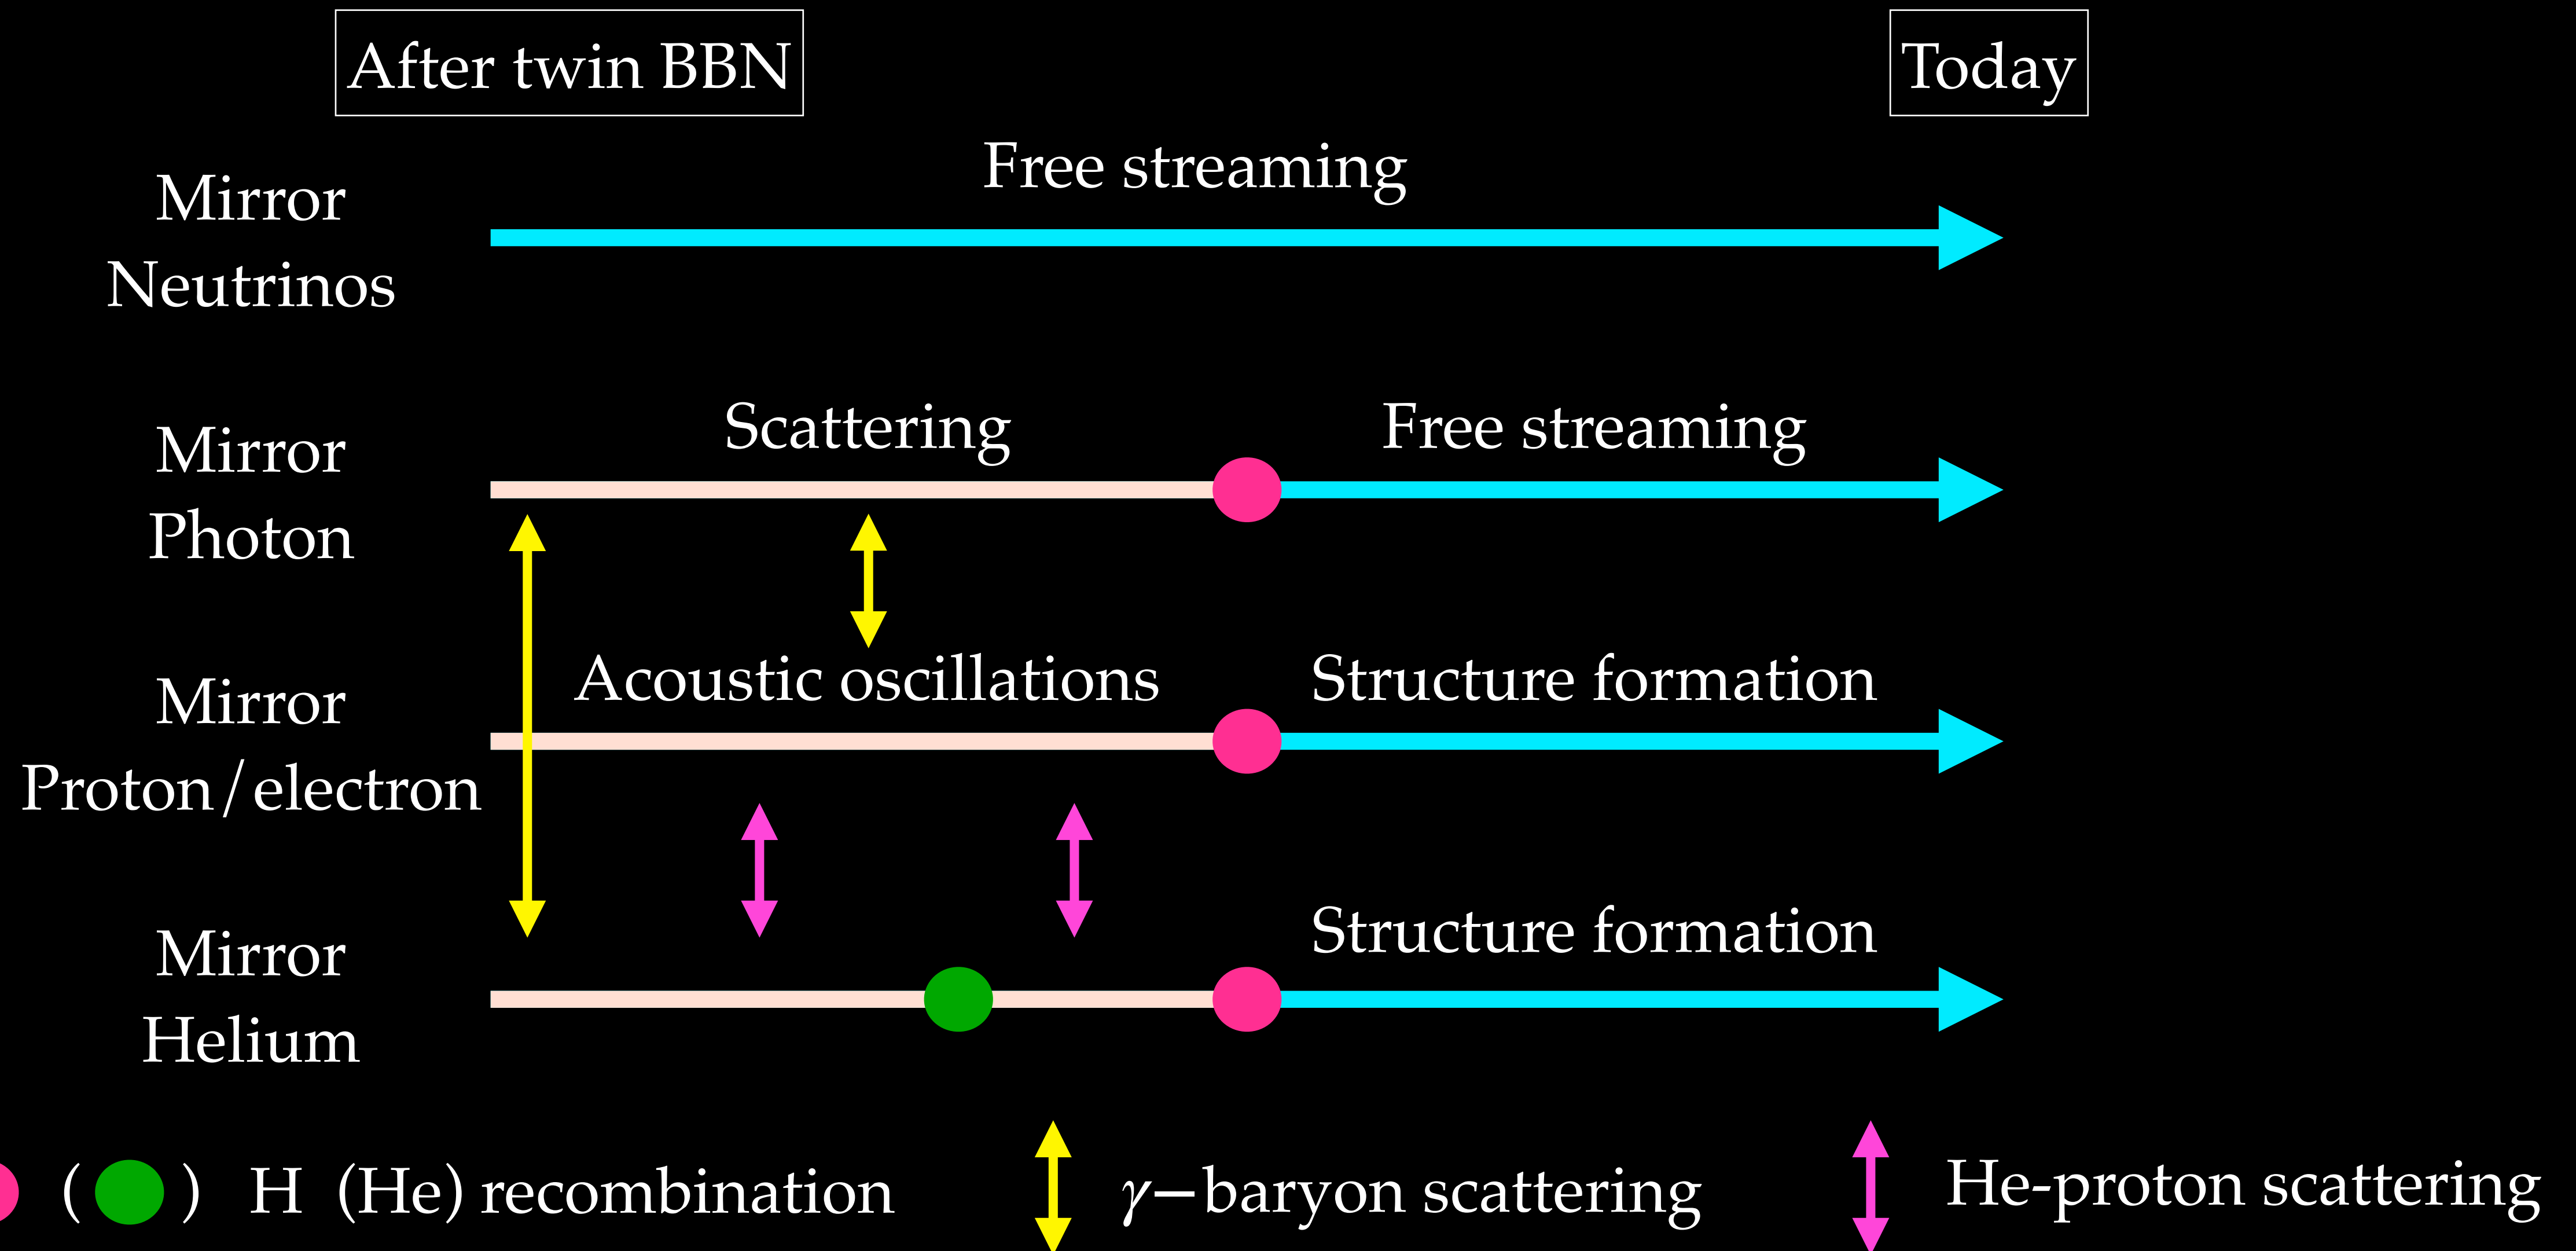 After twin BBN
Today
Free streaming
Mirror
Neutrinos
Scattering
Free streaming
Mirror
Photon
Acoustic oscillations
Structure formation
Mirror
Proton/electron
Structure formation
Mirror
Helium
( ) H (He) recombination
γ−baryon scattering
He-proton scattering